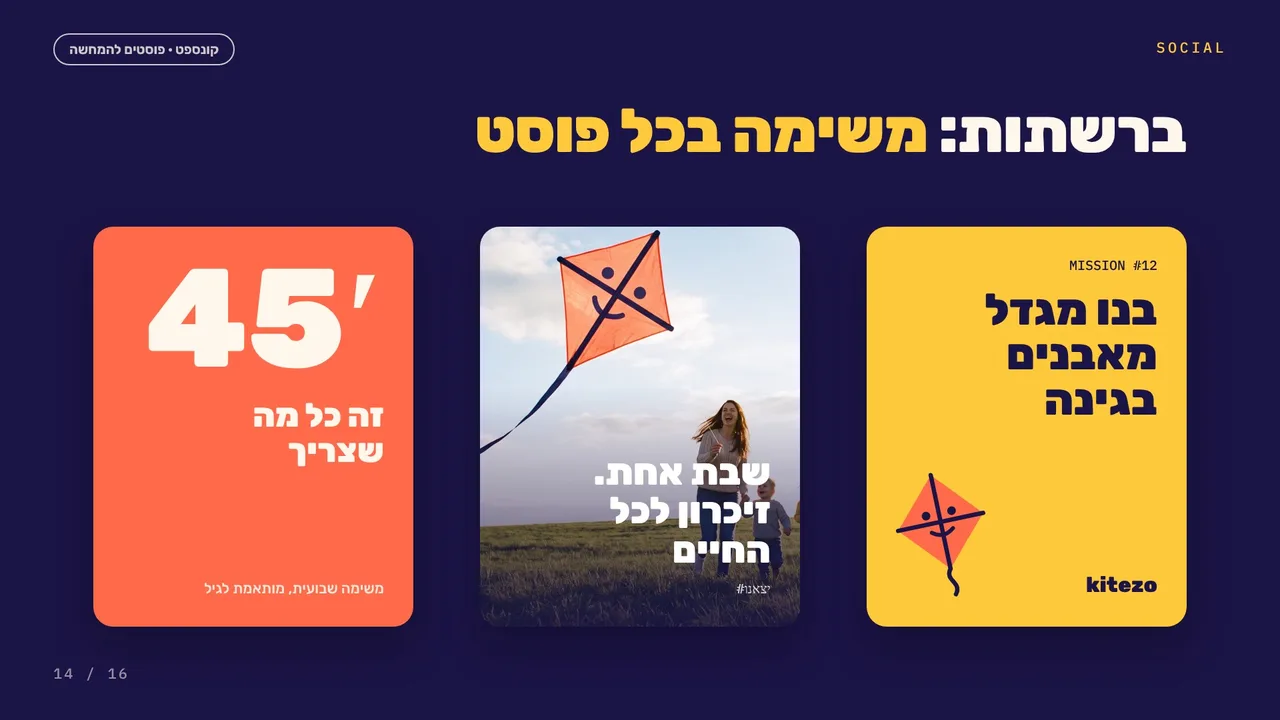 SOCIAL
קונספט • פוסטים להמחשה
ברשתות: משימה בכל פוסט
MISSION #12
בנו מגדל
מאבנים
בגינה
kitezo
שבת אחת.
זיכרון לכל
החיים
#יצאנו
45′
זה כל מה
שצריך
משימה שבועית, מותאמת לגיל
14 / 16